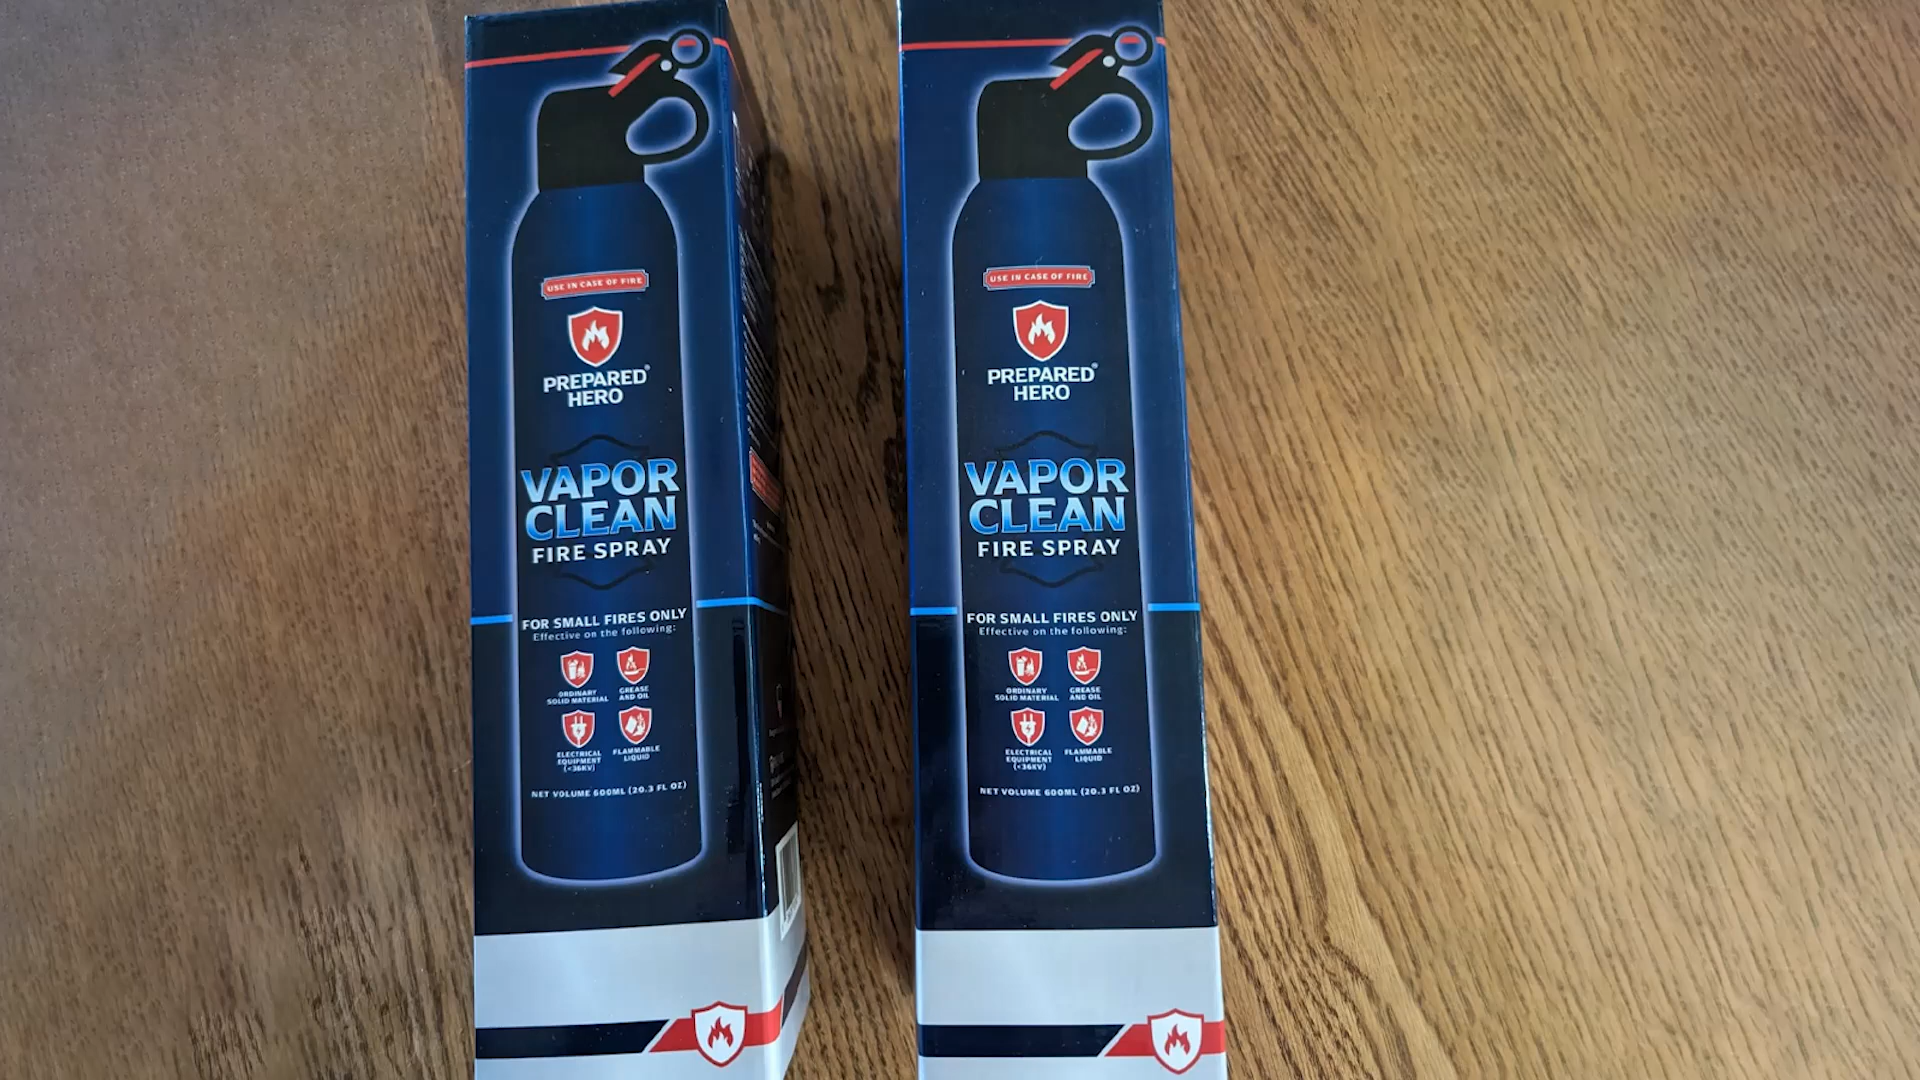 USE IN CASE OF FIRE
PREPARED®
HERO
VAPOR
CLEAN
FIRE SPRAY
FOR SMALL FIRES ONLY
Effective on the following:
ORDINARY
SOLID MATERIAL
GREASE
AND OIL
ELECTRICAL
EQUIPMENT
(<36KV)
FLAMMABLE
LIQUID
NET VOLUME 600ML (20.3 FL OZ)
USE IN CASE OF FIRE
PREPARED®
HERO
VAPOR
CLEAN
FIRE SPRAY
FOR SMALL FIRES ONLY
Effective on the following:
ORDINARY
SOLID MATERIAL
GREASE
AND OIL
ELECTRICAL
EQUIPMENT
(<36KV)
FLAMMABLE
LIQUID
NET VOLUME 600ML (20.3 FL OZ)